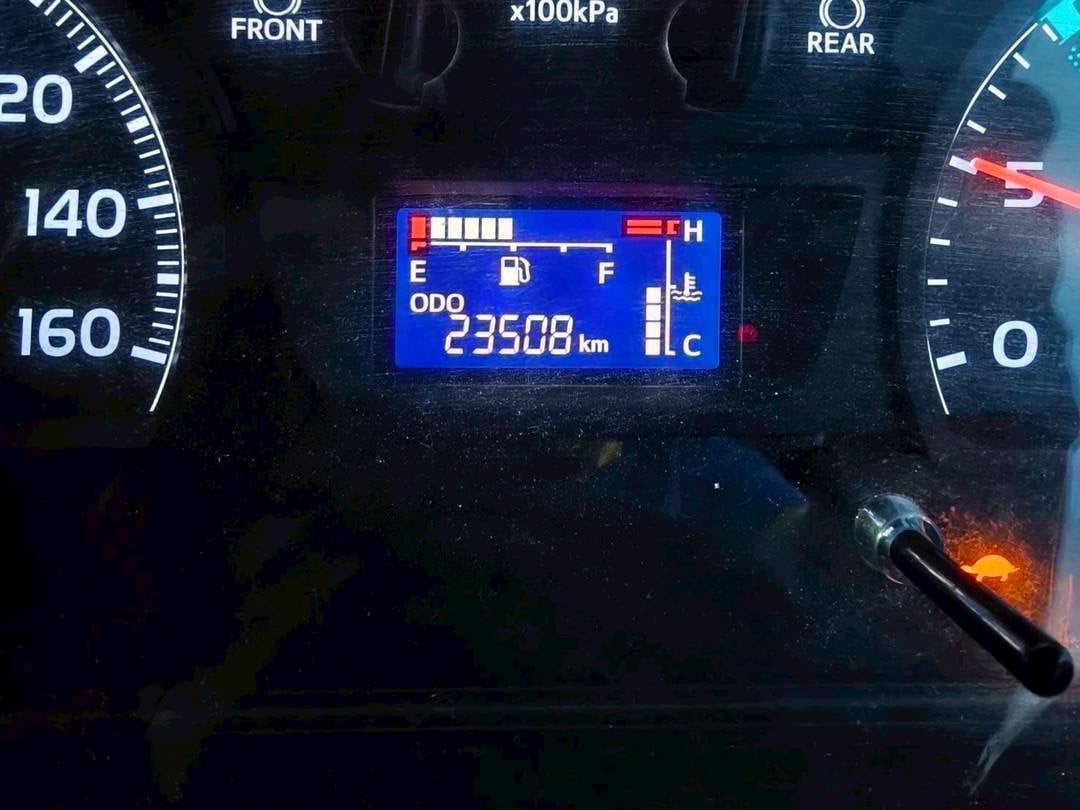 FRONT
x100kPa
REAR
20
140
160
H
E
F
ODO
23508 km
C
5
0